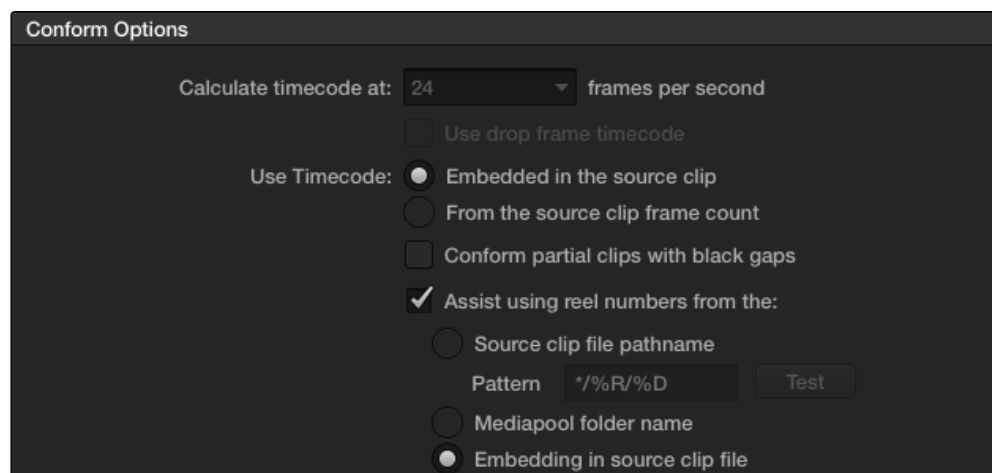 Conform Options
Calculate timecode at: 24 frames per second
Use drop frame timecode
Use Timecode: Embedded in the source clip
From the source clip frame count
Conform partial clips with black gaps
Assist using reel numbers from the:
Source clip file pathname
Pattern */%R/%D Test
Mediapool folder name
Embedding in source clip file